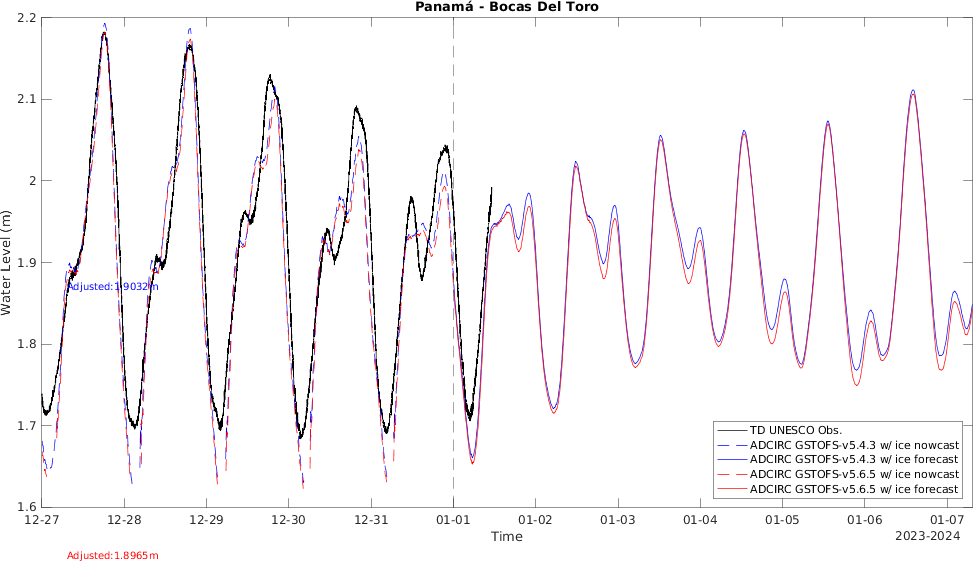 Panamá - Bocas Del Toro
Water Level (m)
2.2
2.1
2
1.9
1.8
1.7
1.6
Adjusted:1.9032m
TD UNESCO Obs.
ADCIRC GSTOFS-v5.4.3 w/ ice nowcast
ADCIRC GSTOFS-v5.4.3 w/ ice forecast
ADCIRC GSTOFS-v5.6.5 w/ ice nowcast
ADCIRC GSTOFS-v5.6.5 w/ ice forecast
12-27 12-28 12-29 12-30 12-31 01-01 01-02 01-03 01-04 01-05 01-06 01-07
Time
2023-2024
Adjusted:1.8965m